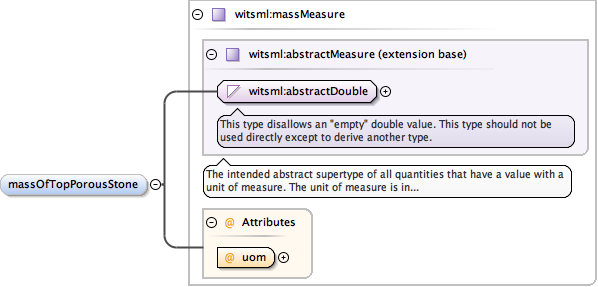 witsml:massMeasure
witsml:abstractMeasure (extension base)
witsml:abstractDouble
This type disallows an "empty" double value. This type should not be
used directly except to derive another type.
massOfTopPorousStone
The intended abstract supertype of all quantities that have a value with a
unit of measure. The unit of measure is in...
@ Attributes
@ uom